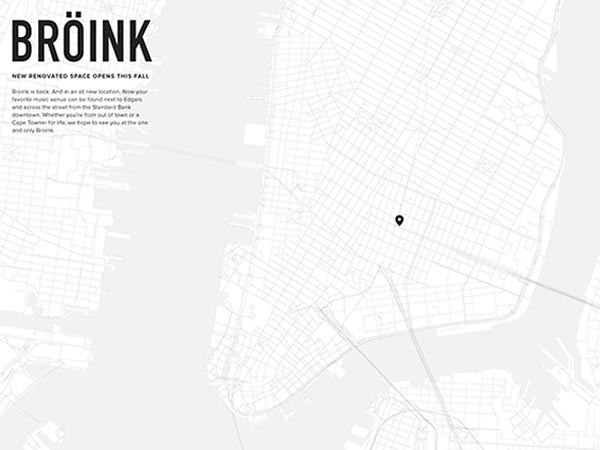 BRÖINK
NEW RENOVATED SPACE OPENS THIS FALL
Broink is back. And in an all new location. Now your
favorite music venue can be found next to Edgars
and across the street from the Standard Bank
downtown. Whether you're from out of town or a
Cape Towner for life, we hope to see you at the one
and only Broink.